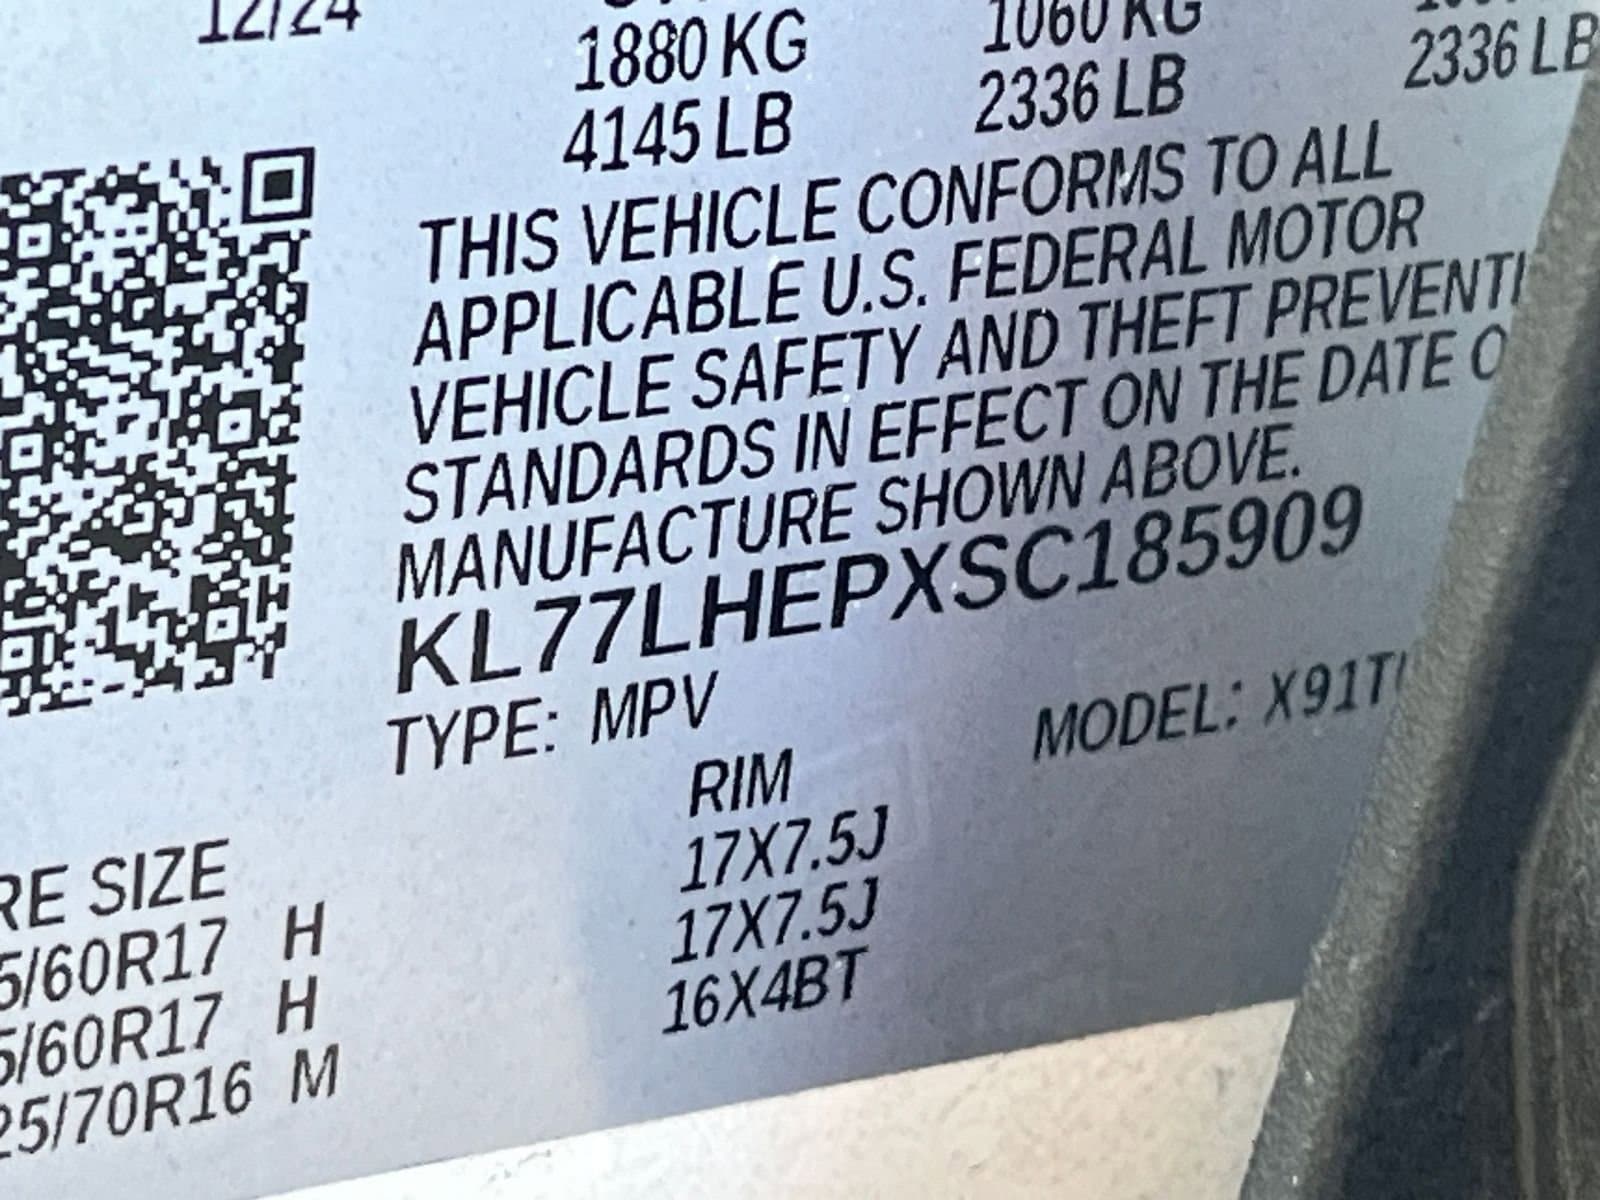 12/24
1880 KG 1060 KG
4145 LB 2336 LB 2336 LB
THIS VEHICLE CONFORMS TO ALL
APPLICABLE U.S. FEDERAL MOTOR
VEHICLE SAFETY AND THEFT PREVENTI
STANDARDS IN EFFECT ON THE DATE O
MANUFACTURE SHOWN ABOVE.
KL77LHEPXSC185909
TYPE: MPV MODEL: X91T
RE SIZE RIM
5/60R17 H 17X7.5J
5/60R17 H 17X7.5J
25/70R16 M 16X4BT